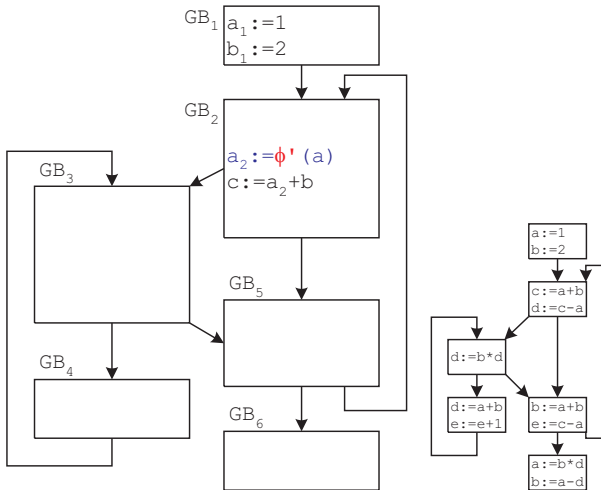 GB₁
a₁:=1
b₁:=2
GB₂
a₂:=ϕ'(a)
c:=a₂+b
GB₃
GB₅
GB₄
GB₆
a:=1
b:=2
c:=a+b
d:=c-a
d:=b*d
d:=a+b
e:=e+1
b:=a+b
e:=c-a
a:=b*d
b:=a-d